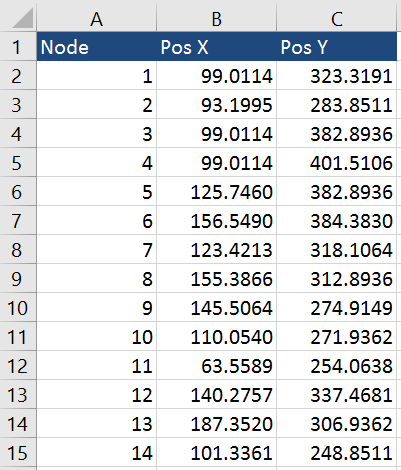 A B C
1 Node Pos X Pos Y
2 1 99.0114 323.3191
3 2 93.1995 283.8511
4 3 99.0114 382.8936
5 4 99.0114 401.5106
6 5 125.7460 382.8936
7 6 156.5490 384.3830
8 7 123.4213 318.1064
9 8 155.3866 312.8936
10 9 145.5064 274.9149
11 10 110.0540 271.9362
12 11 63.5589 254.0638
13 12 140.2757 337.4681
14 13 187.3520 306.9362
15 14 101.3361 248.8511